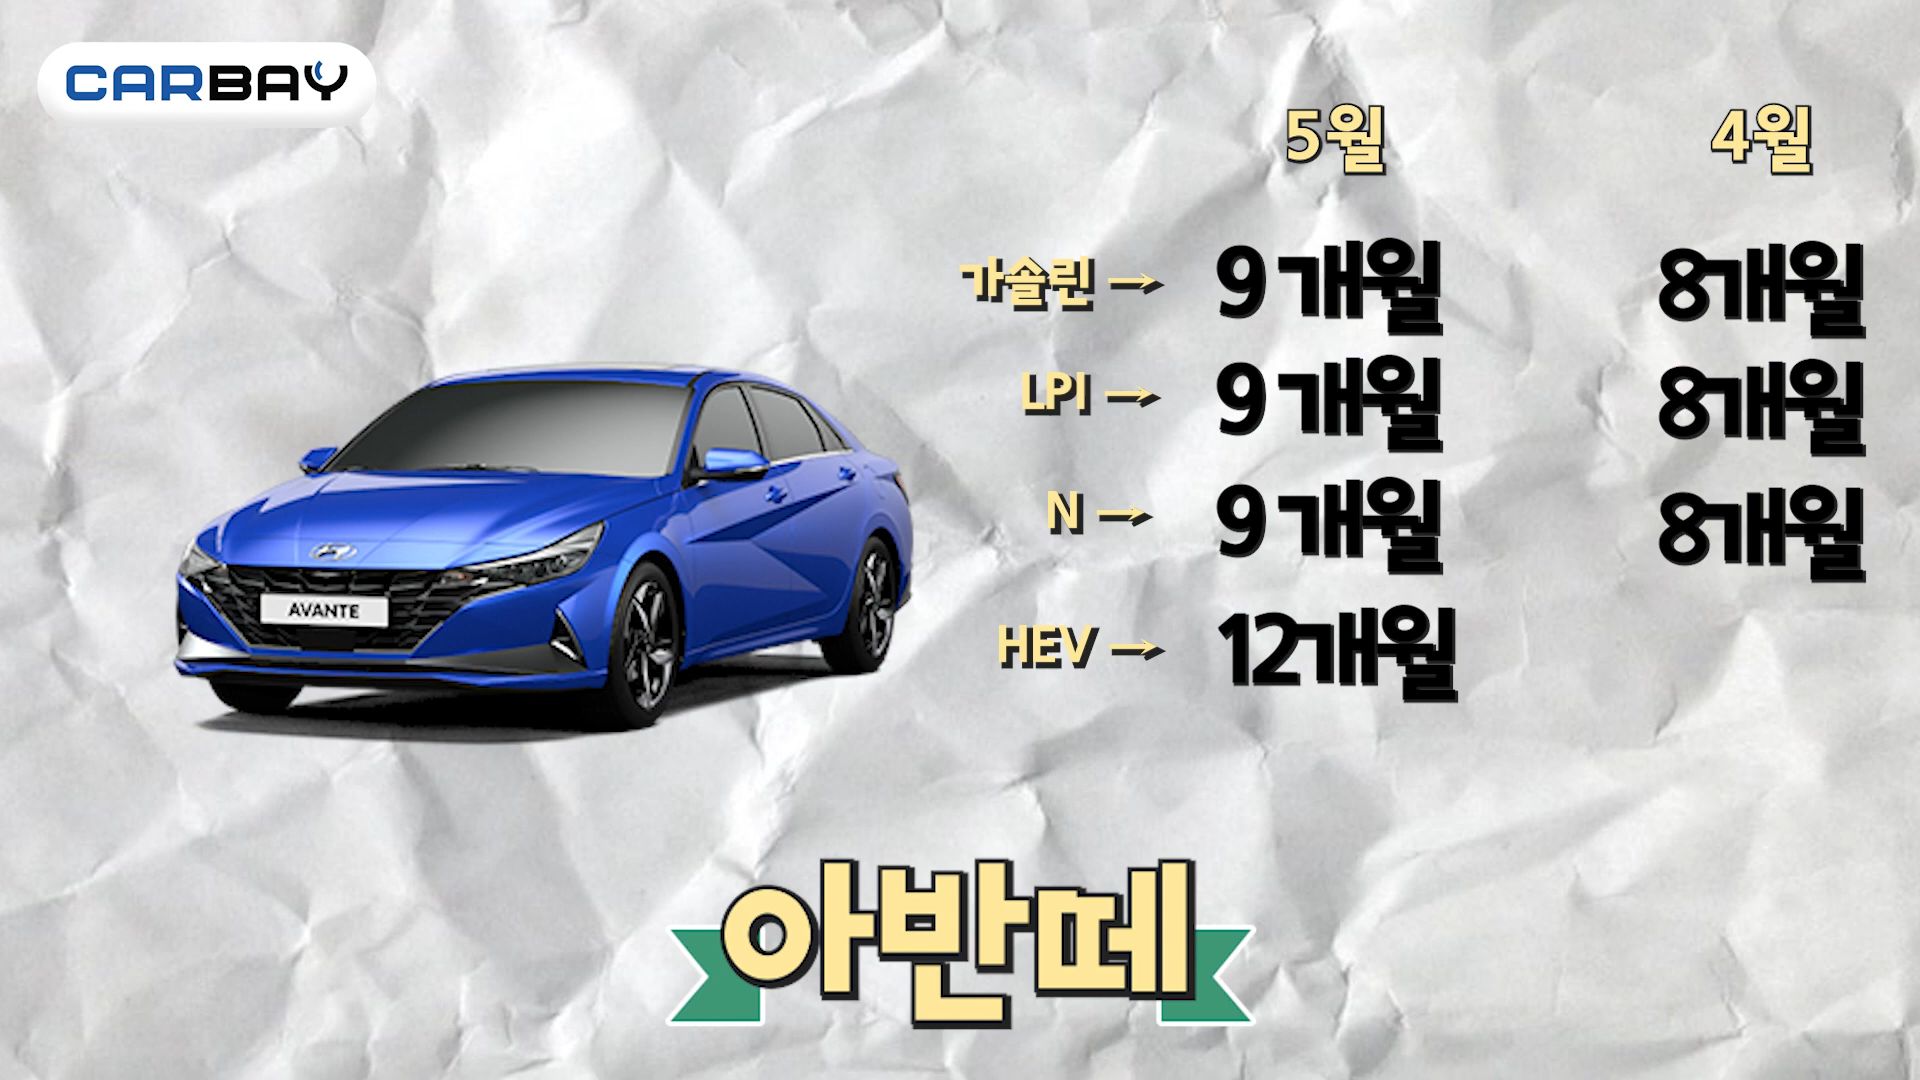 CARBAY
5월 4월
가솔린 → 9개월 8개월
LPI → 9개월 8개월
N → 9개월 8개월
HEV → 12개월
AVANTE
아반떼